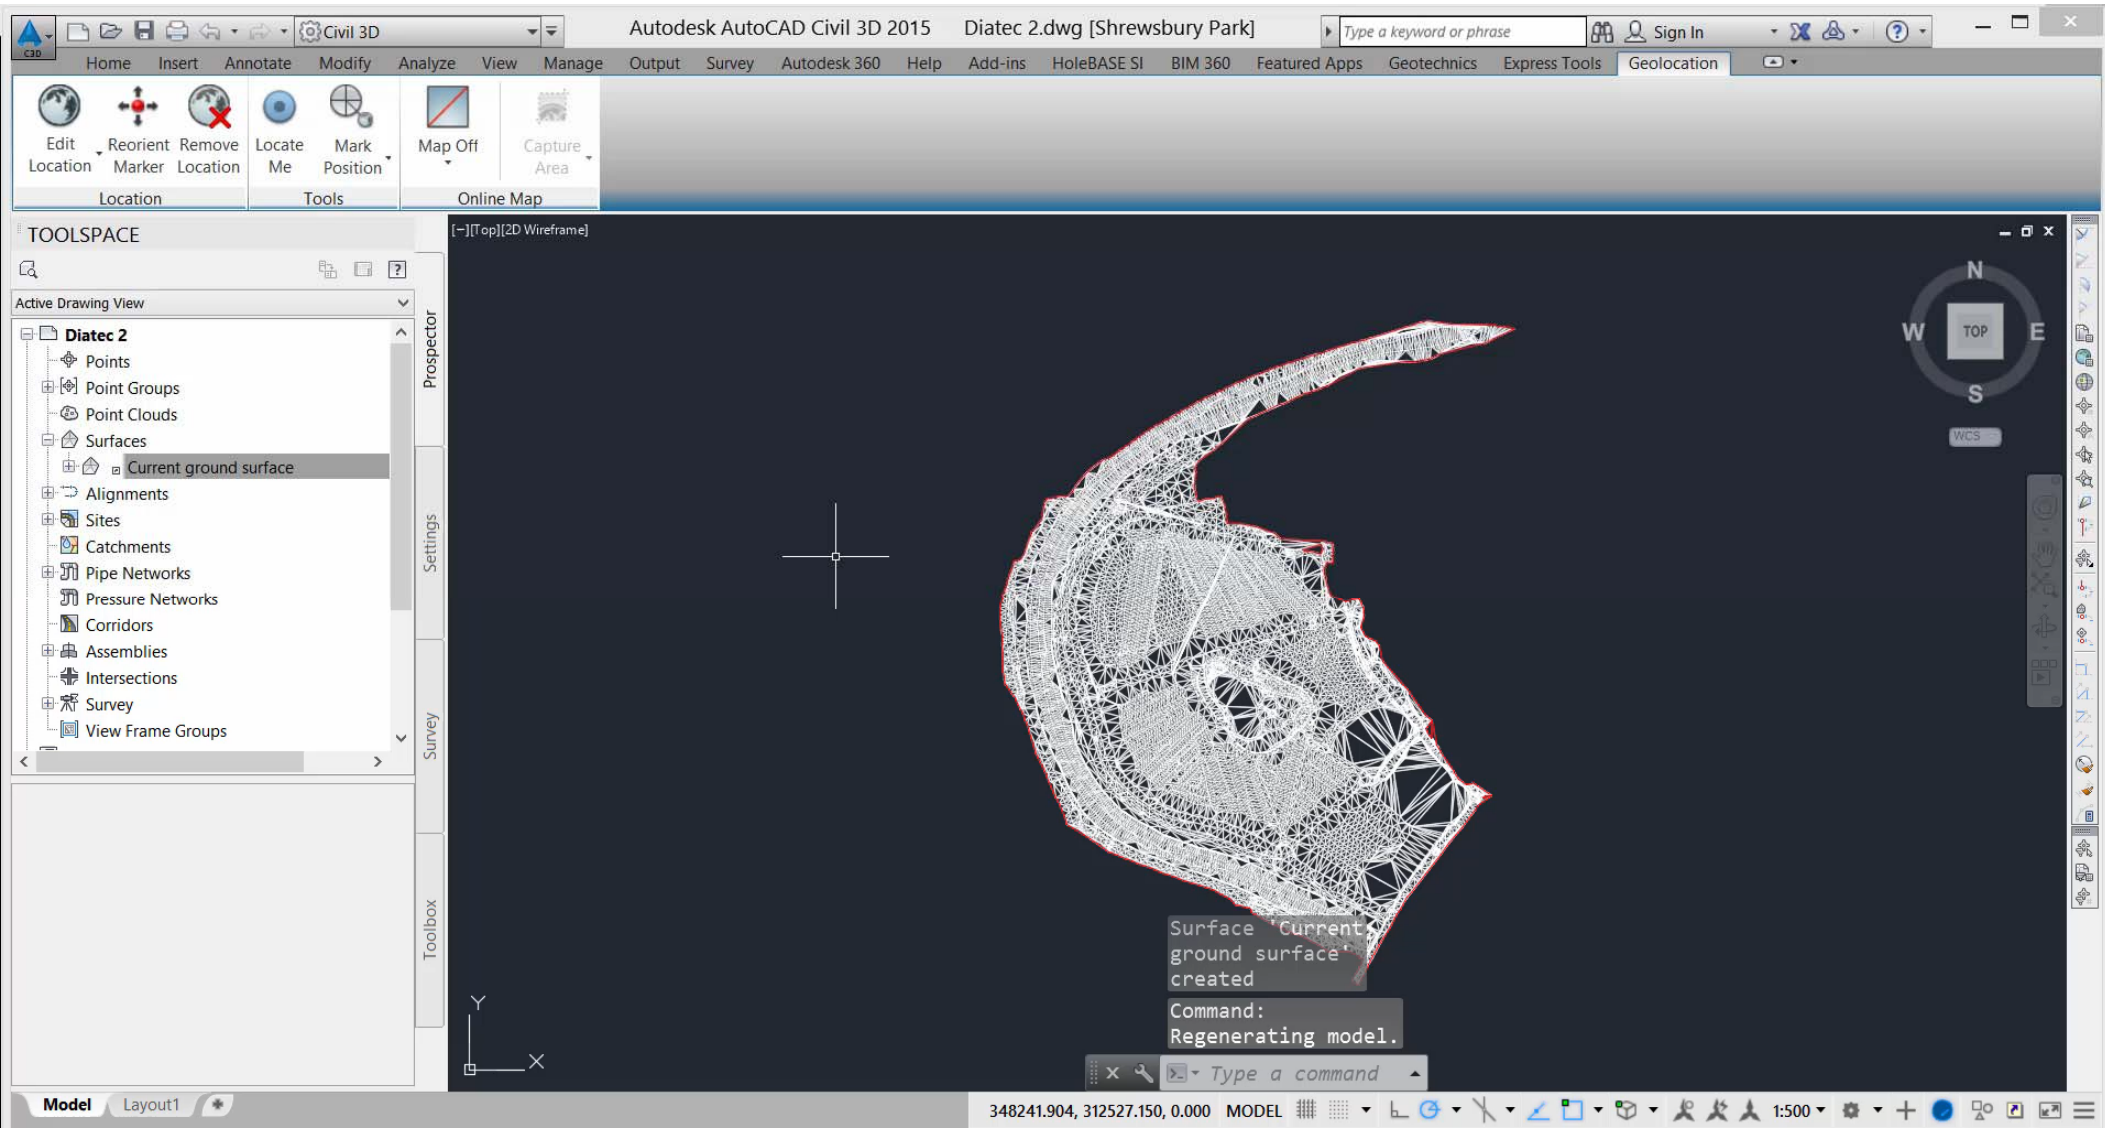 Civil 3D
Autodesk AutoCAD Civil 3D 2015 Diatec 2.dwg [Shrewsbury Park]
Type a keyword or phrase
Sign In
C3D
Home Insert Annotate Modify Analyze View Manage Output Survey Autodesk 360 Help Add-ins HoleBASE SI BIM 360 Featured Apps Geotechnics Express Tools Geolocation
Edit Location
Reorient Marker
Remove Location
Locate Me
Mark Position
Map Off
Capture Area
Location
Tools
Online Map
TOOLSPACE
Active Drawing View
Diatec 2
Points
Point Groups
Point Clouds
Surfaces
Current ground surface
Alignments
Sites
Catchments
Pipe Networks
Pressure Networks
Corridors
Assemblies
Intersections
Survey
View Frame Groups
Prospector
Settings
Survey
Toolbox
[−][Top][2D Wireframe]
N
W
TOP
E
S
WCS
Y
X
Surface 'Current
ground surface'
created
Command:
Regenerating model.
Type a command
Model
Layout1
348241.904, 312527.150, 0.000 MODEL
1:500